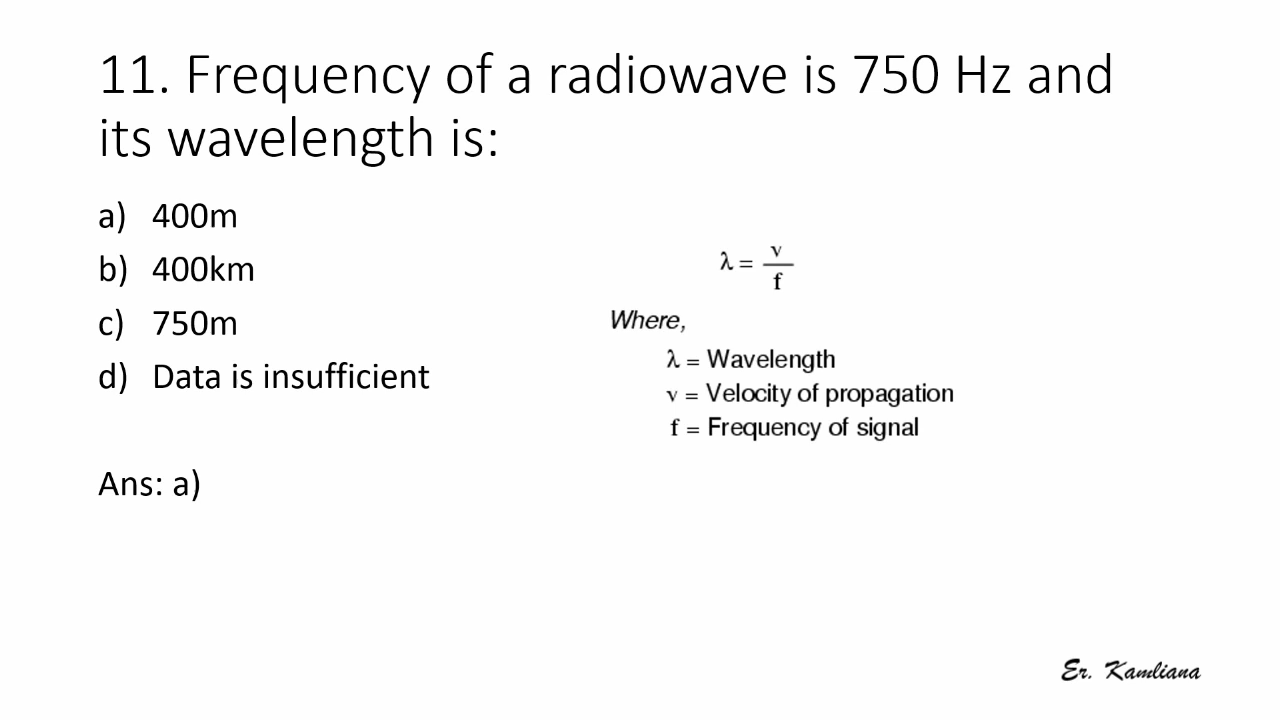 11. Frequency of a radiowave is 750 Hz and
its wavelength is:
a) 400m
b) 400km
c) 750m
d) Data is insufficient
Ans: a)
λ = v
f
Where,
λ = Wavelength
v = Velocity of propagation
f = Frequency of signal
Er. Kamliana